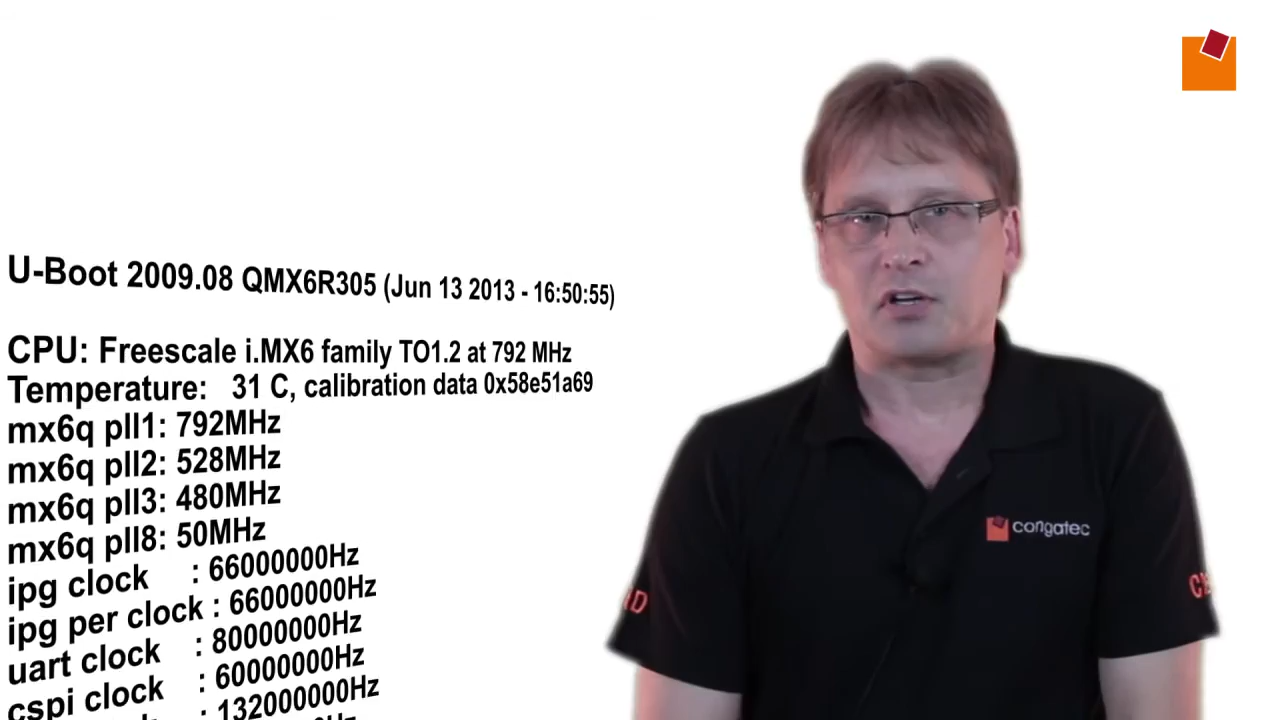 U-Boot 2009.08 QMX6R305 (Jun 13 2013 - 16:50:55)
CPU: Freescale i.MX6 family TO1.2 at 792 MHz
Temperature: 31 C, calibration data 0x58e51a69
mx6q pll1: 792MHz
mx6q pll2: 528MHz
mx6q pll3: 480MHz
mx6q pll8: 50MHz
ipg clock : 66000000Hz
ipg per clock : 66000000Hz
uart clock : 80000000Hz
cspi clock : 60000000Hz
: 132000000Hz
congatec